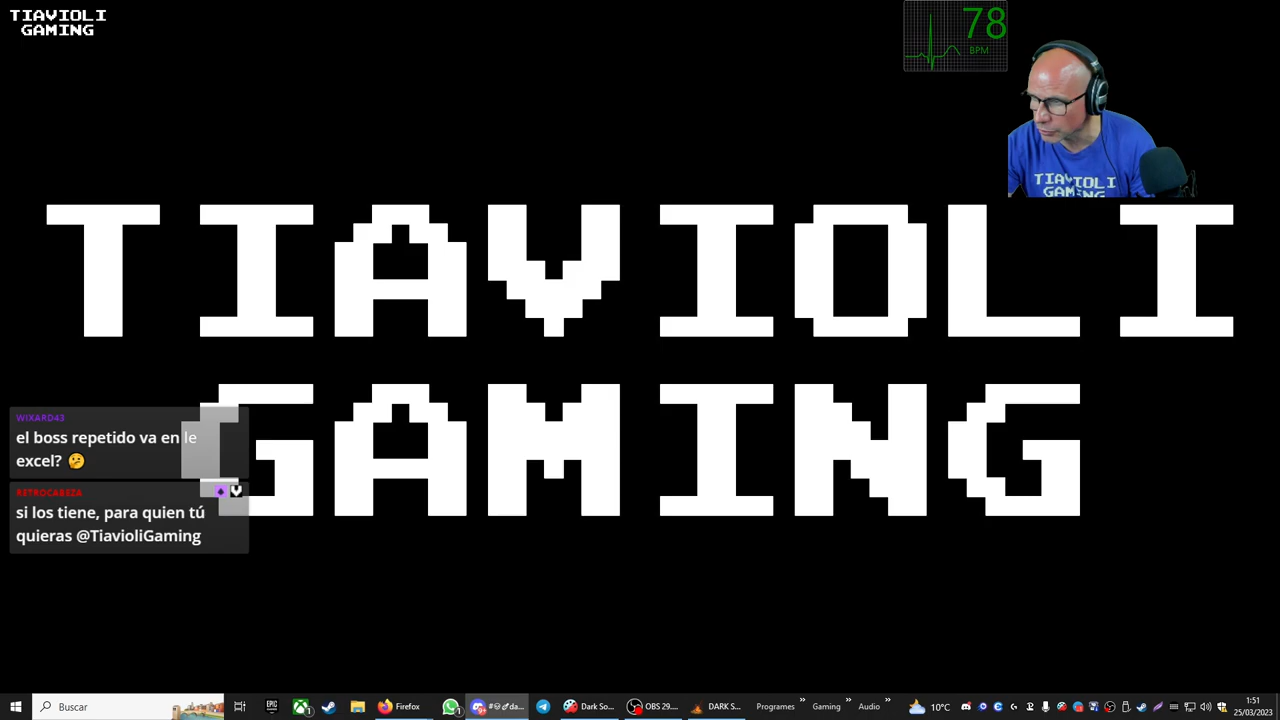 TIAVIOLI
GAMING
78
BPM
TIAVIOLI
GAMING
TIAVIOLI
GAMING
WIXARD43
el boss repetido va en le
excel? 🤔
RETROCABEZA
si los tiene, para quien tú
quieras @TiavioliGaming
Buscar
EPIC
Firefox
da...
Dark So...
OBS 29....
DARK S...
Programes
Gaming
Audio
10°C
1:51
25/03/2023